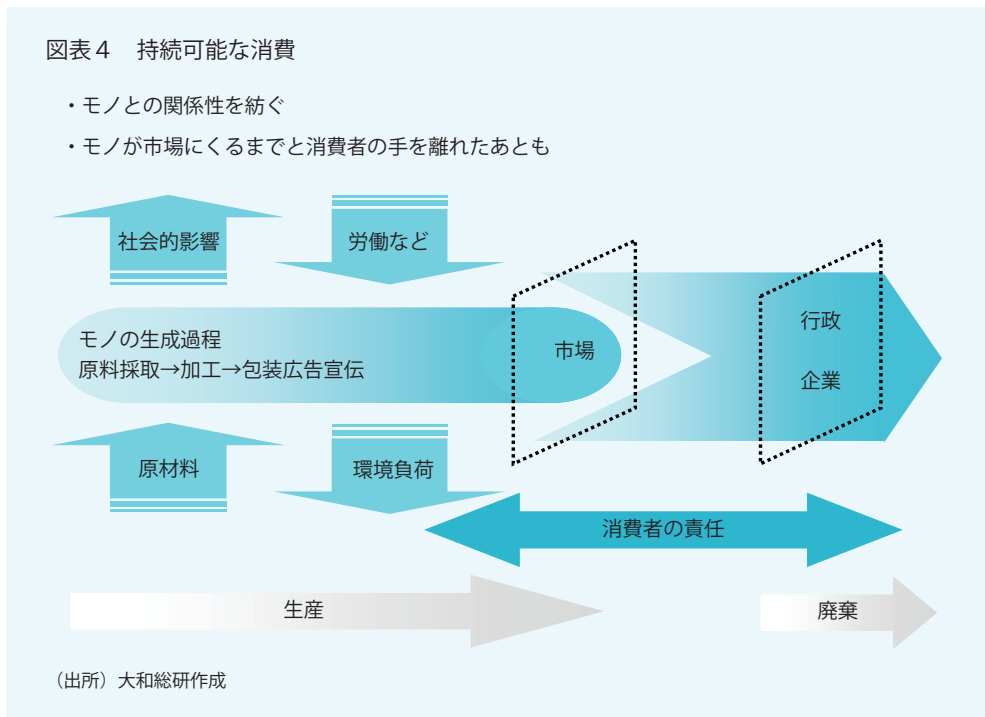 図表４　持続可能な消費
・モノとの関係性を紡ぐ
・モノが市場にくるまでと消費者の手を離れたあとも
社会的影響
労働など
モノの生成過程
原料採取→加工→包装広告宣伝
市場
行政
企業
原材料
環境負荷
消費者の責任
生産
廃棄
（出所）大和総研作成